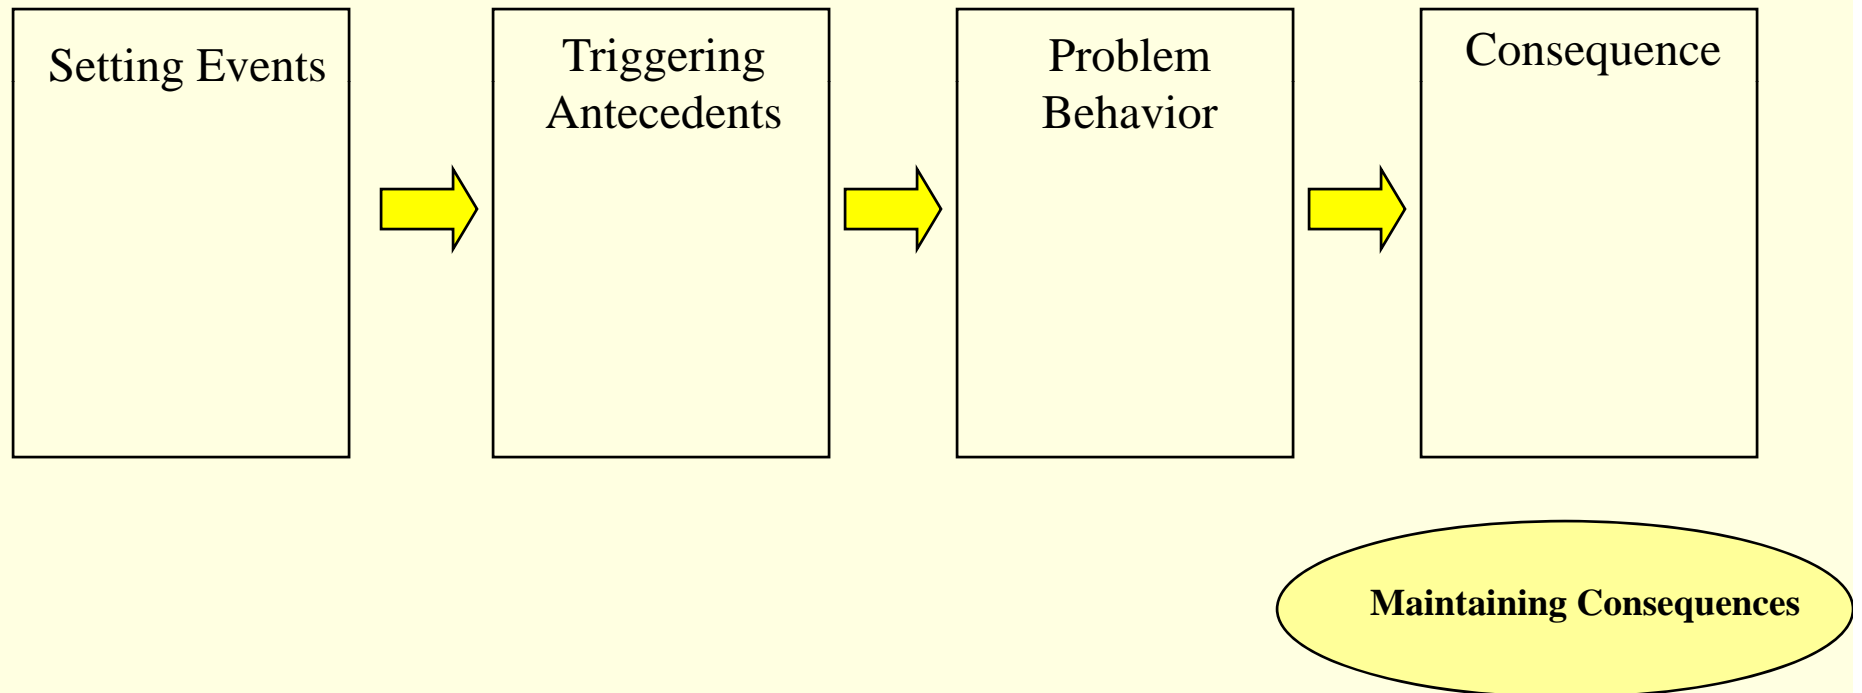 Setting Events
Triggering
Antecedents
Problem
Behavior
Consequence
Maintaining Consequences